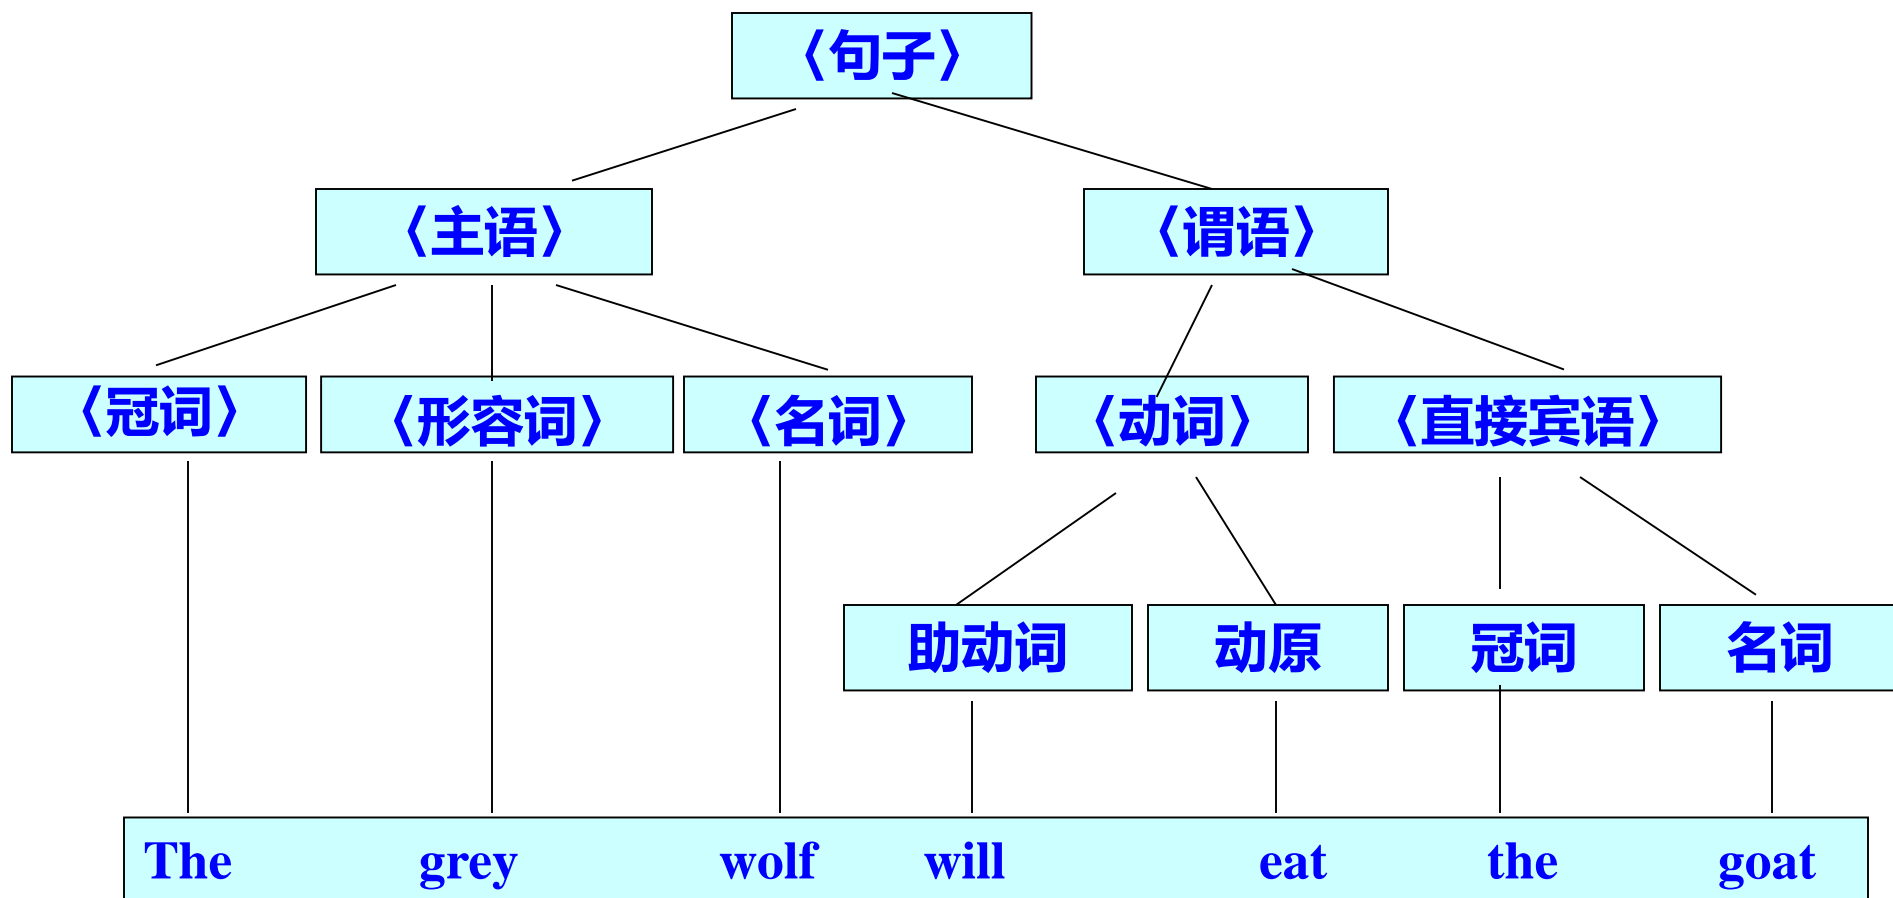 〈句子〉
〈主语〉 〈谓语〉
〈冠词〉 〈形容词〉 〈名词〉 〈动词〉 〈直接宾语〉
助动词 动原 冠词 名词
The grey wolf will eat the goat